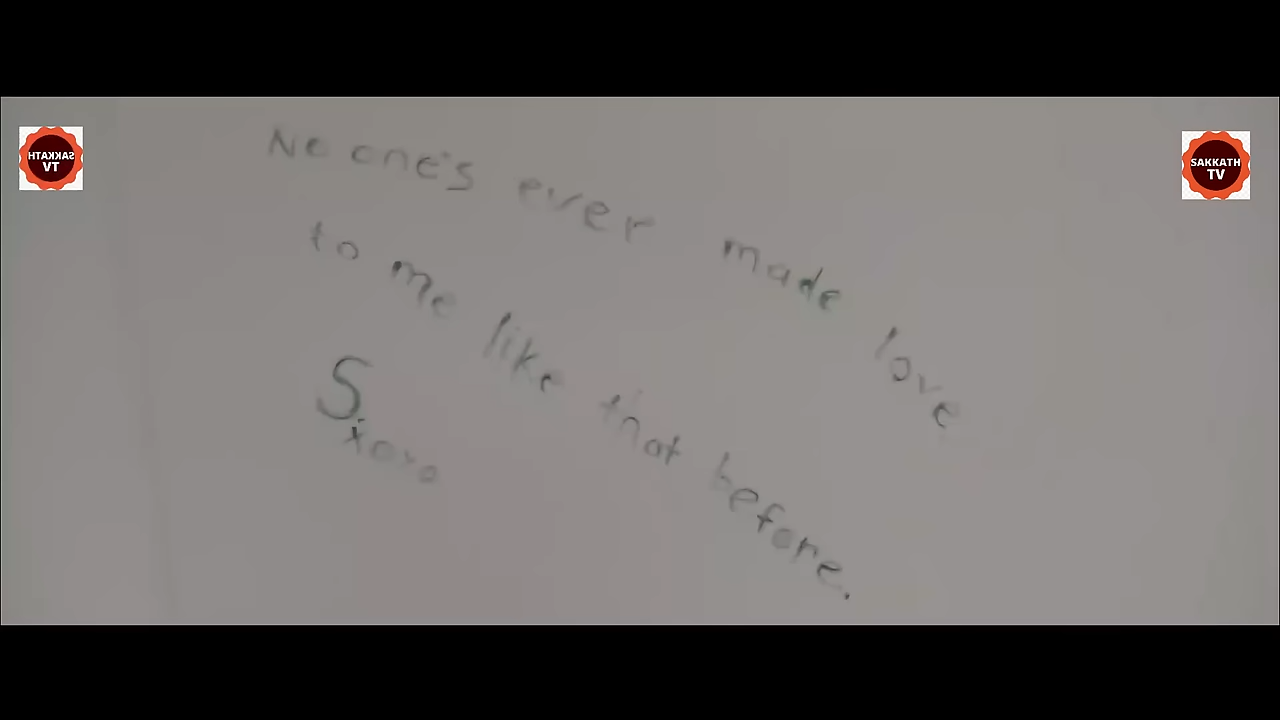 SAKKATH
TV
SAKKATH
TV
No one's ever made love
to me like that before.
S
xoxo